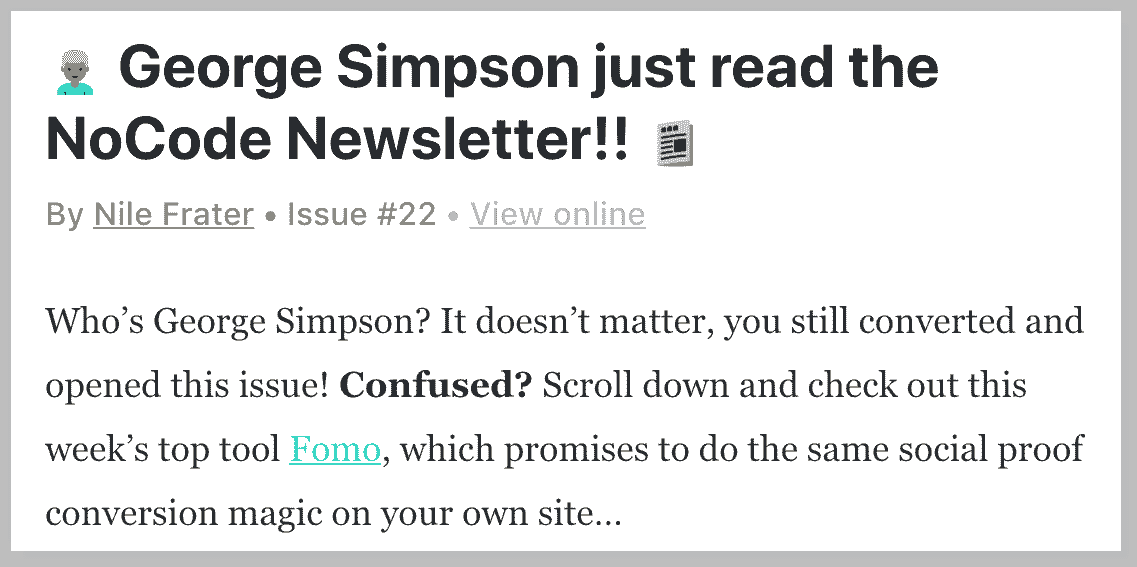 George Simpson just read the
NoCode Newsletter!!
By Nile Frater • Issue #22 • View online
Who’s George Simpson? It doesn’t matter, you still converted and
opened this issue! Confused? Scroll down and check out this
week’s top tool Fomo, which promises to do the same social proof
conversion magic on your own site...